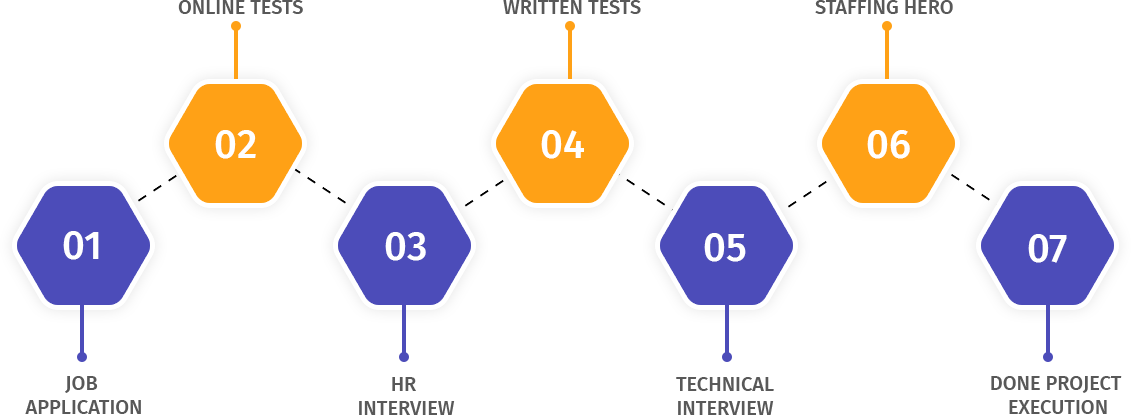 ONLINE TESTS
WRITTEN TESTS
STAFFING HERO
02
04
06
01
03
05
07
JOB
APPLICATION
HR
INTERVIEW
TECHNICAL
INTERVIEW
DONE PROJECT
EXECUTION